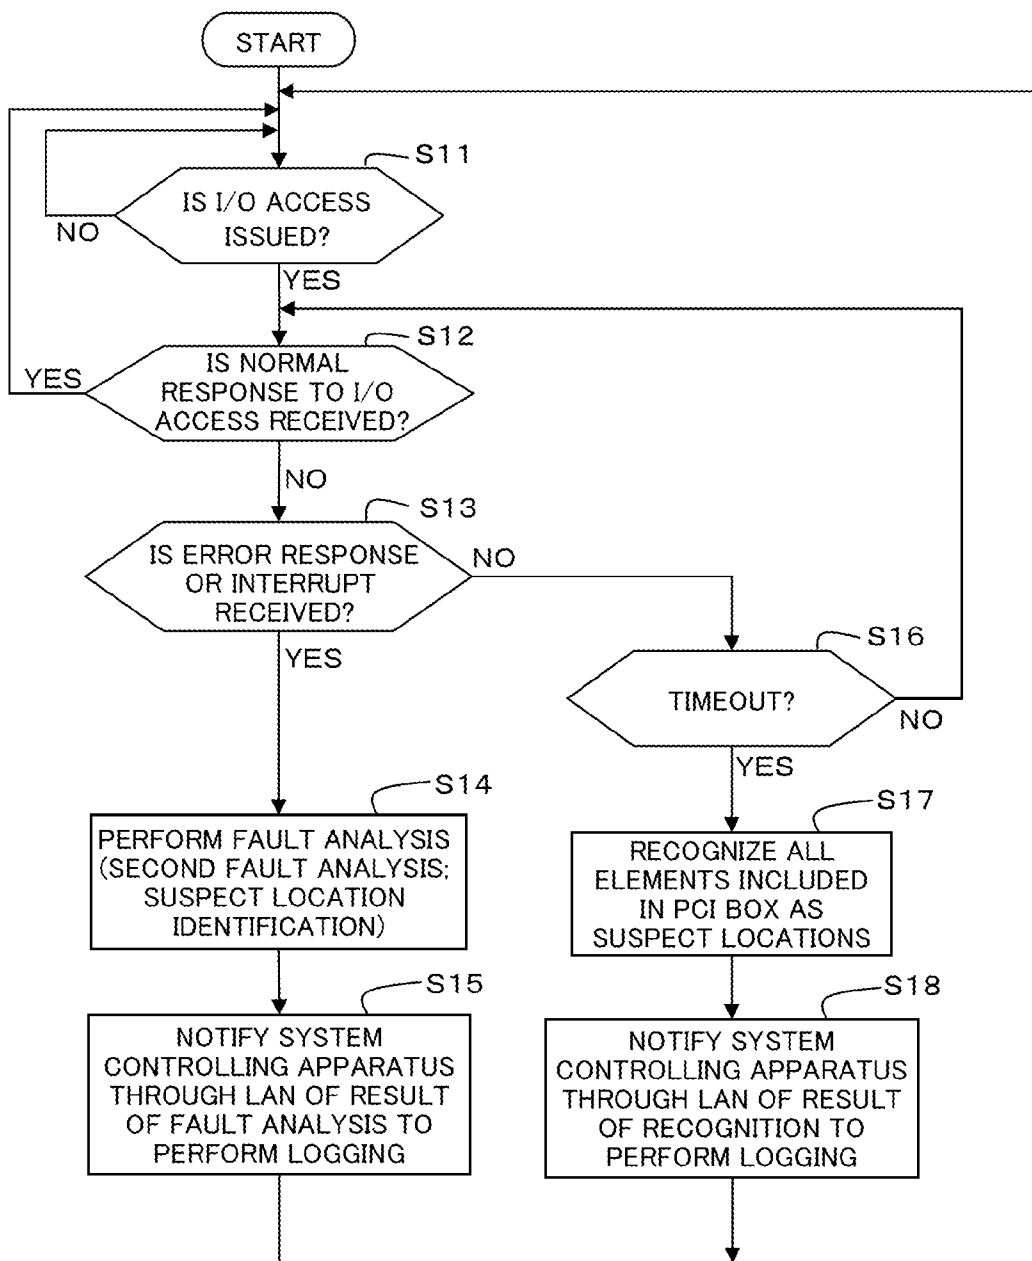 START
S11
IS I/O ACCESS
ISSUED?
NO
YES
S12
IS NORMAL
RESPONSE TO I/O
ACCESS RECEIVED?
YES
NO
S13
IS ERROR RESPONSE
OR INTERRUPT
RECEIVED?
NO
YES
S16
TIMEOUT?
NO
YES
S14
PERFORM FAULT ANALYSIS
(SECOND FAULT ANALYSIS;
SUSPECT LOCATION
IDENTIFICATION)
S17
RECOGNIZE ALL
ELEMENTS INCLUDED
IN PCI BOX AS
SUSPECT LOCATIONS
S15
NOTIFY SYSTEM
CONTROLLING APPARATUS
THROUGH LAN OF RESULT
OF FAULT ANALYSIS TO
PERFORM LOGGING
S18
NOTIFY SYSTEM
CONTROLLING APPARATUS
THROUGH LAN OF RESULT
OF RECOGNITION TO
PERFORM LOGGING